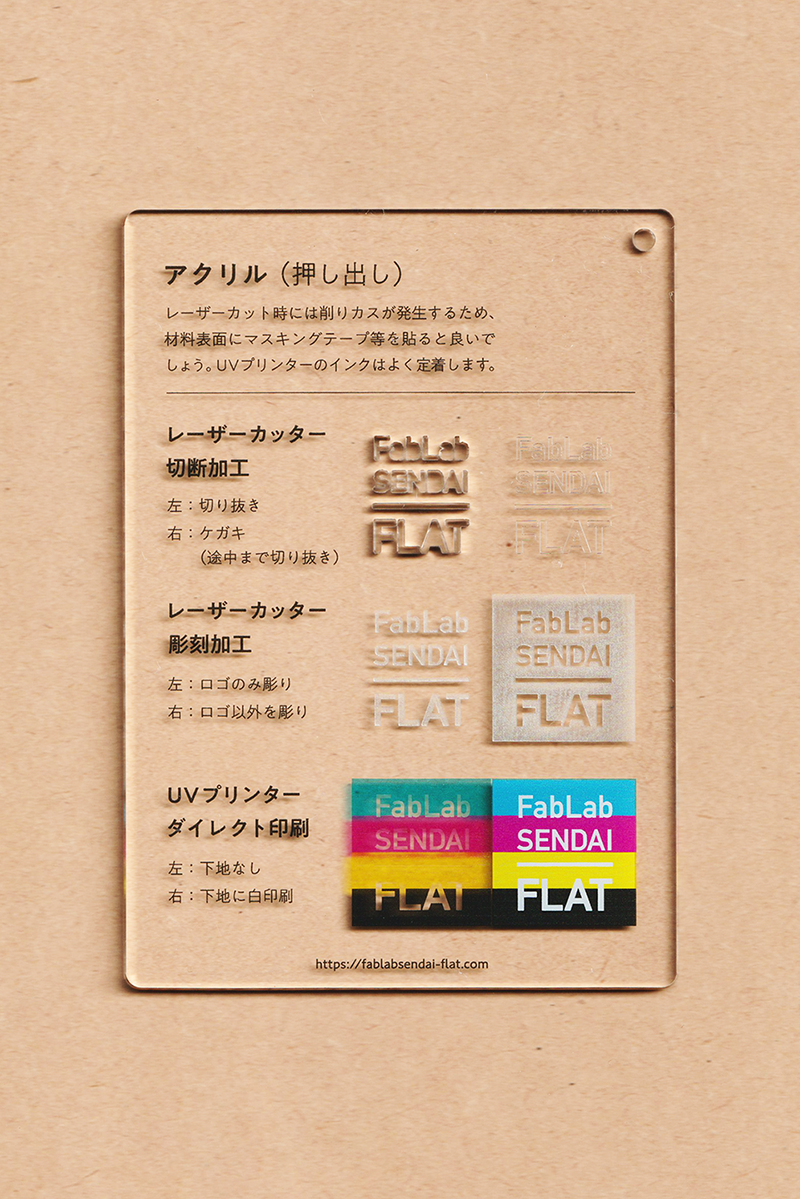 アクリル（押し出し）
レーザーカット時には削りカスが発生するため、
材料表面にマスキングテープ等を貼ると良いで
しょう。UVプリンターのインクはよく定着します。
レーザーカッター
切断加工
左：切り抜き
右：ケガキ
（途中まで切り抜き）
FabLab
SENDAI
FLAT
FabLab
SENDAI
FLAT
レーザーカッター
彫刻加工
左：ロゴのみ彫り
右：ロゴ以外を彫り
FabLab
SENDAI
FLAT
FabLab
SENDAI
FLAT
UVプリンター
ダイレクト印刷
左：下地なし
右：下地に白印刷
FabLab
SENDAI
FLAT
FabLab
SENDAI
FLAT
https://fablabsendai-flat.com